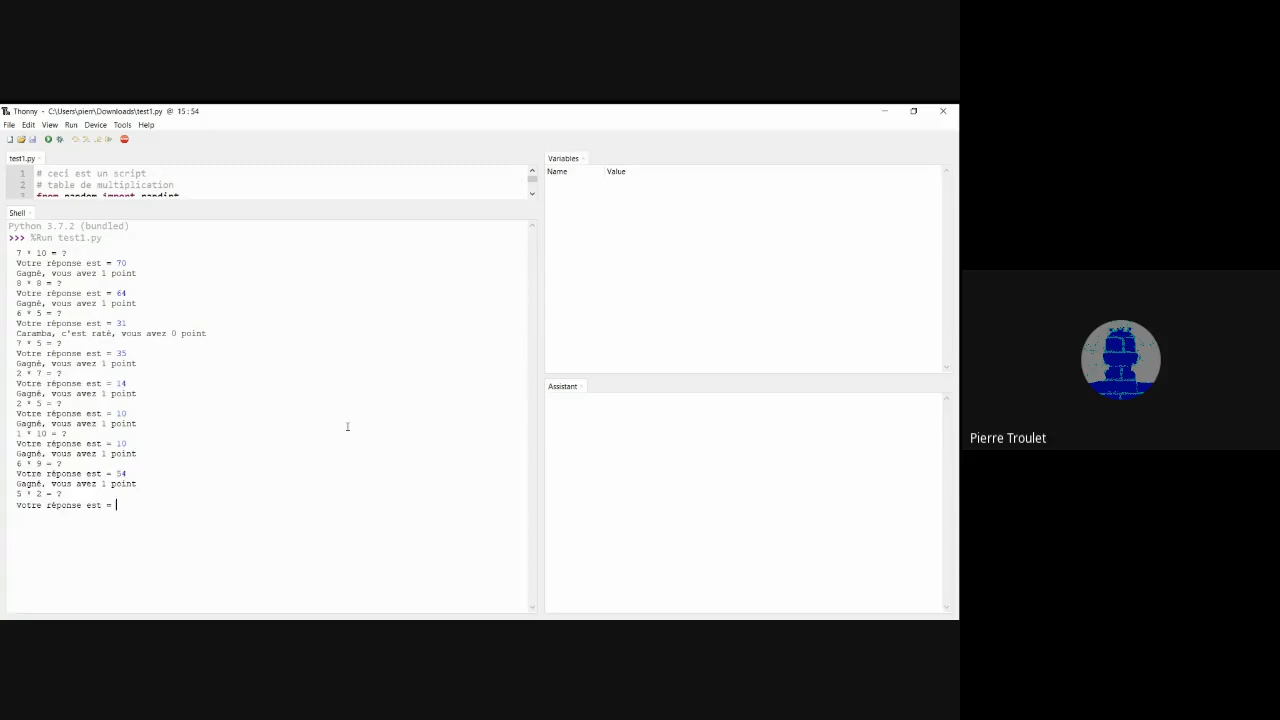 Thonny - C:\Users\pierr\Downloads\test1.py @ 15:54
File Edit View Run Device Tools Help
test1.py
1 # ceci est un script
2 # table de multiplication
3 from random import randint
Shell
Python 3.7.2 (bundled)
>>> %Run test1.py
7 * 10 = ?
Votre réponse est = 70
Gagné, vous avez 1 point
8 * 8 = ?
Votre réponse est = 64
Gagné, vous avez 1 point
6 * 5 = ?
Votre réponse est = 31
Caramba, c'est raté, vous avez 0 point
7 * 5 = ?
Votre réponse est = 35
Gagné, vous avez 1 point
2 * 7 = ?
Votre réponse est = 14
Gagné, vous avez 1 point
2 * 5 = ?
Votre réponse est = 10
Gagné, vous avez 1 point
1 * 10 = ?
Votre réponse est = 10
Gagné, vous avez 1 point
6 * 9 = ?
Votre réponse est = 54
Gagné, vous avez 1 point
5 * 2 = ?
Votre réponse est =
Variables
Name Value
Assistant
Pierre Troulet